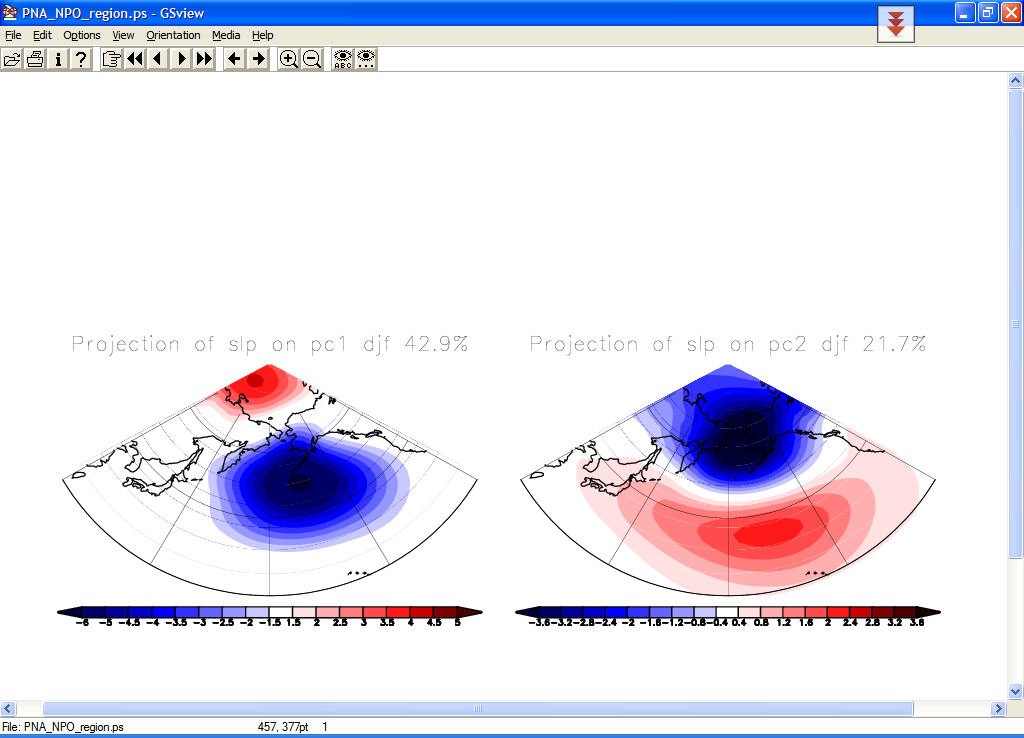 PNA_NPO_region.ps - GSview
File Edit Options View Orientation Media Help
Projection of slp on pc1 djf 42.9%
Projection of slp on pc2 djf 21.7%
-6 -5 -4.5 -4 -3.5 -3 -2.5 -2 -1.5 1.5 2 2.5 3 3.5 4 4.5 5
-3.6 -3.2 -2.8 -2.4 -2 -1.6 -1.2 -0.8 -0.4 0.4 0.8 1.2 1.6 2 2.4 2.8 3.2 3.6
File: PNA_NPO_region.ps 457, 377pt 1